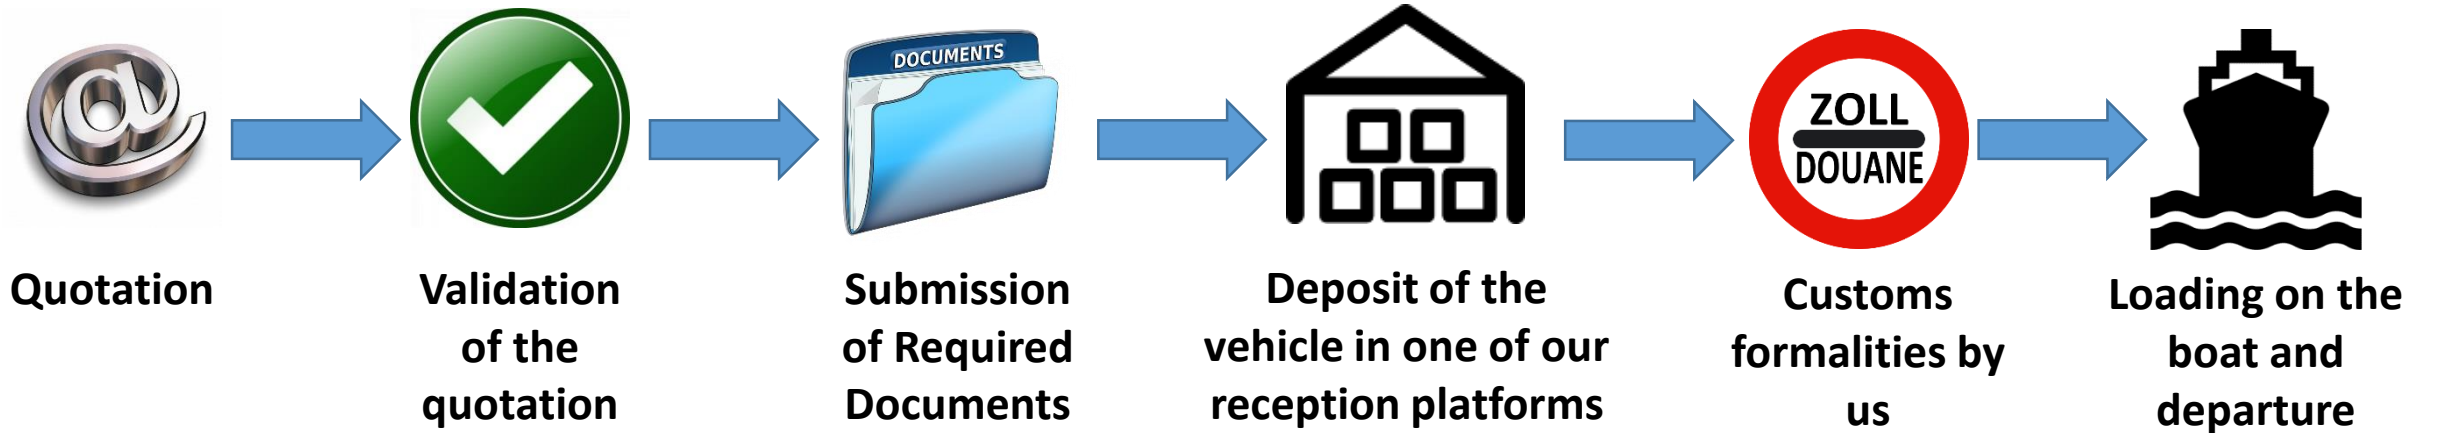 DOCUMENTS
ZOLL
DOUANE
Quotation
Validation
of the
quotation
Submission
of Required
Documents
Deposit of the
vehicle in one of our
reception platforms
Customs
formalities by
us
Loading on the
boat and
departure